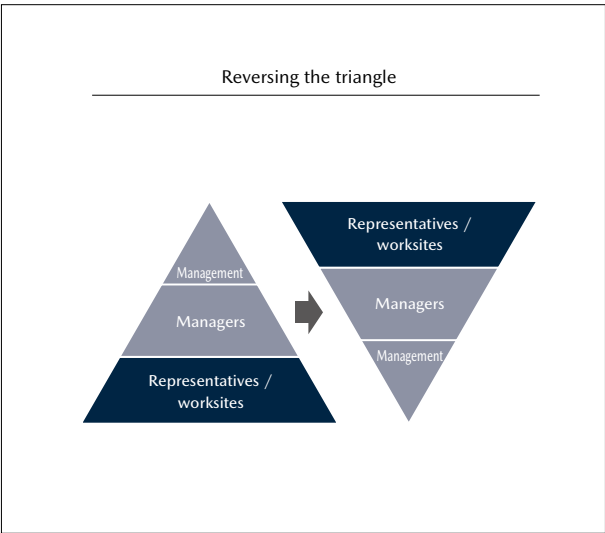 Reversing the triangle
Management
Managers
Representatives /
worksites
Representatives /
worksites
Managers
Management